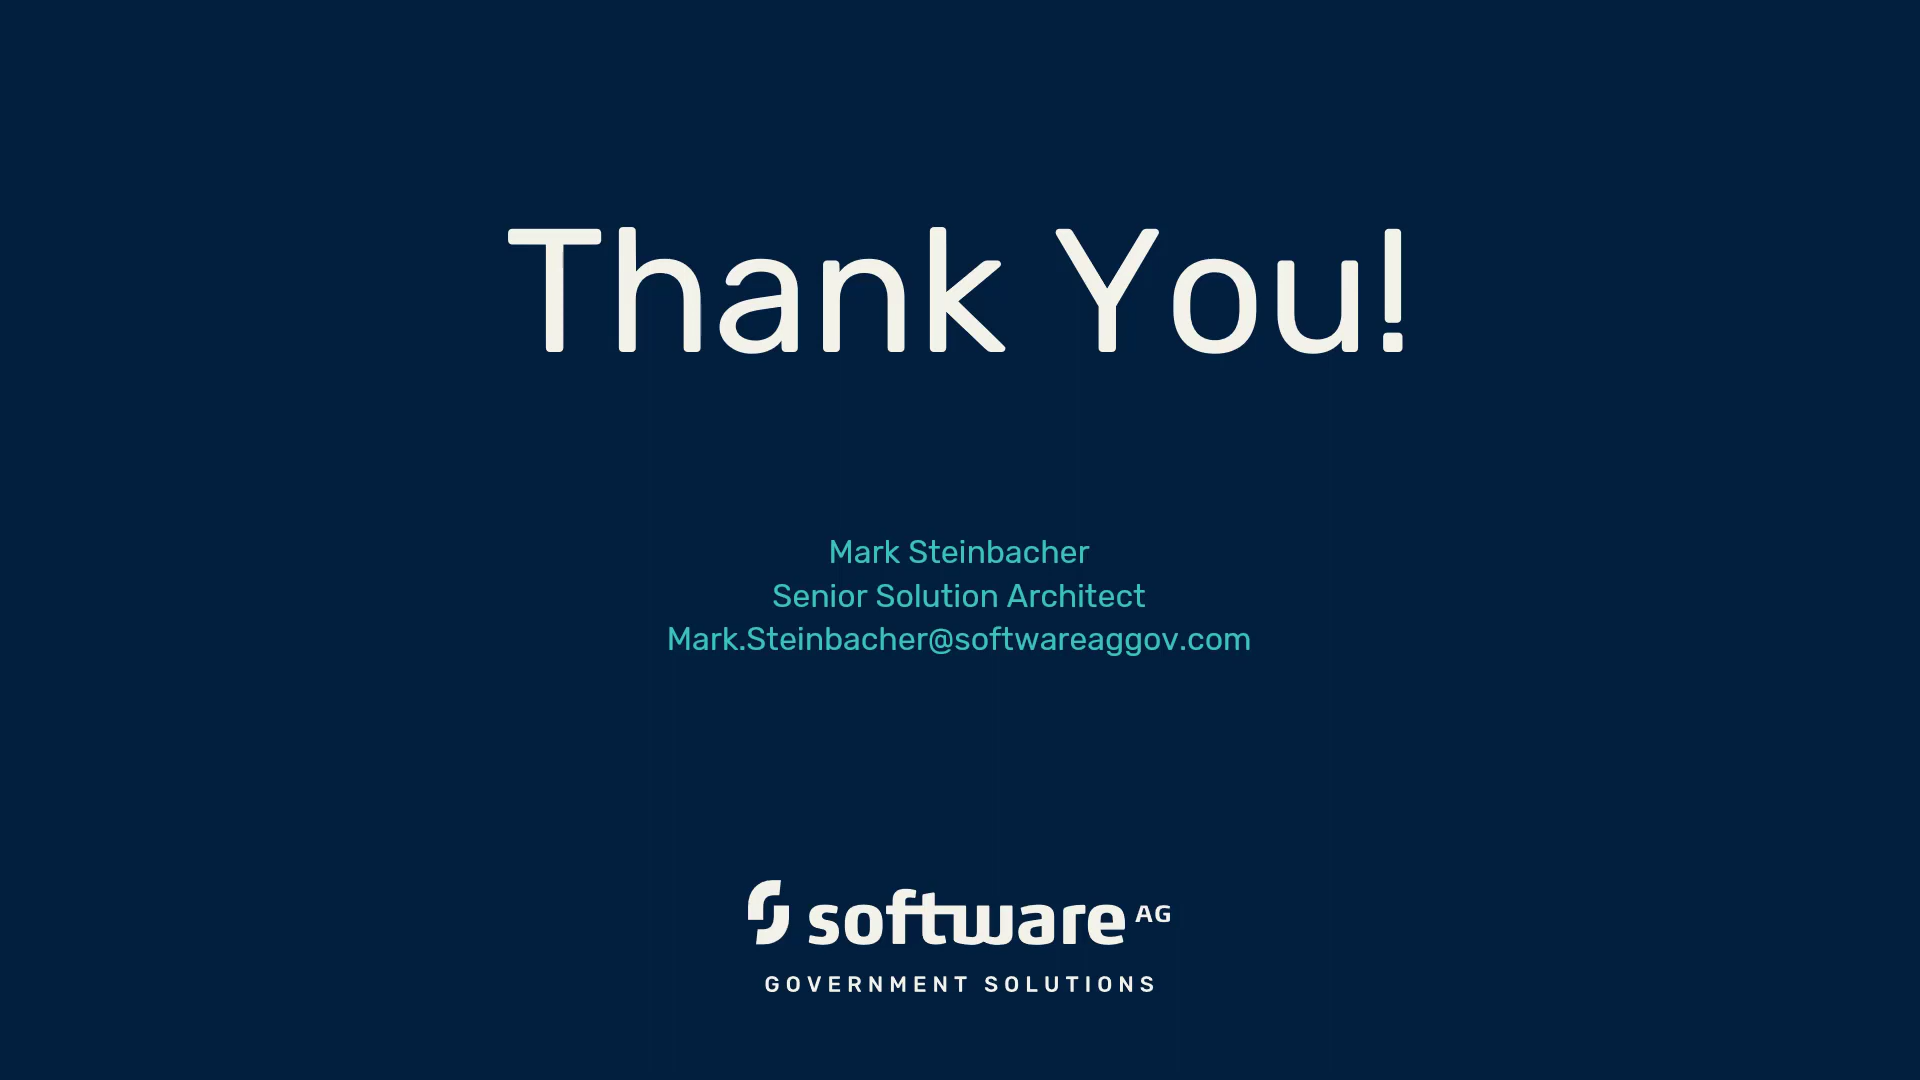 Thank You!
Mark Steinbacher
Senior Solution Architect
Mark.Steinbacher@softwareaggov.com
software AG
GOVERNMENT SOLUTIONS